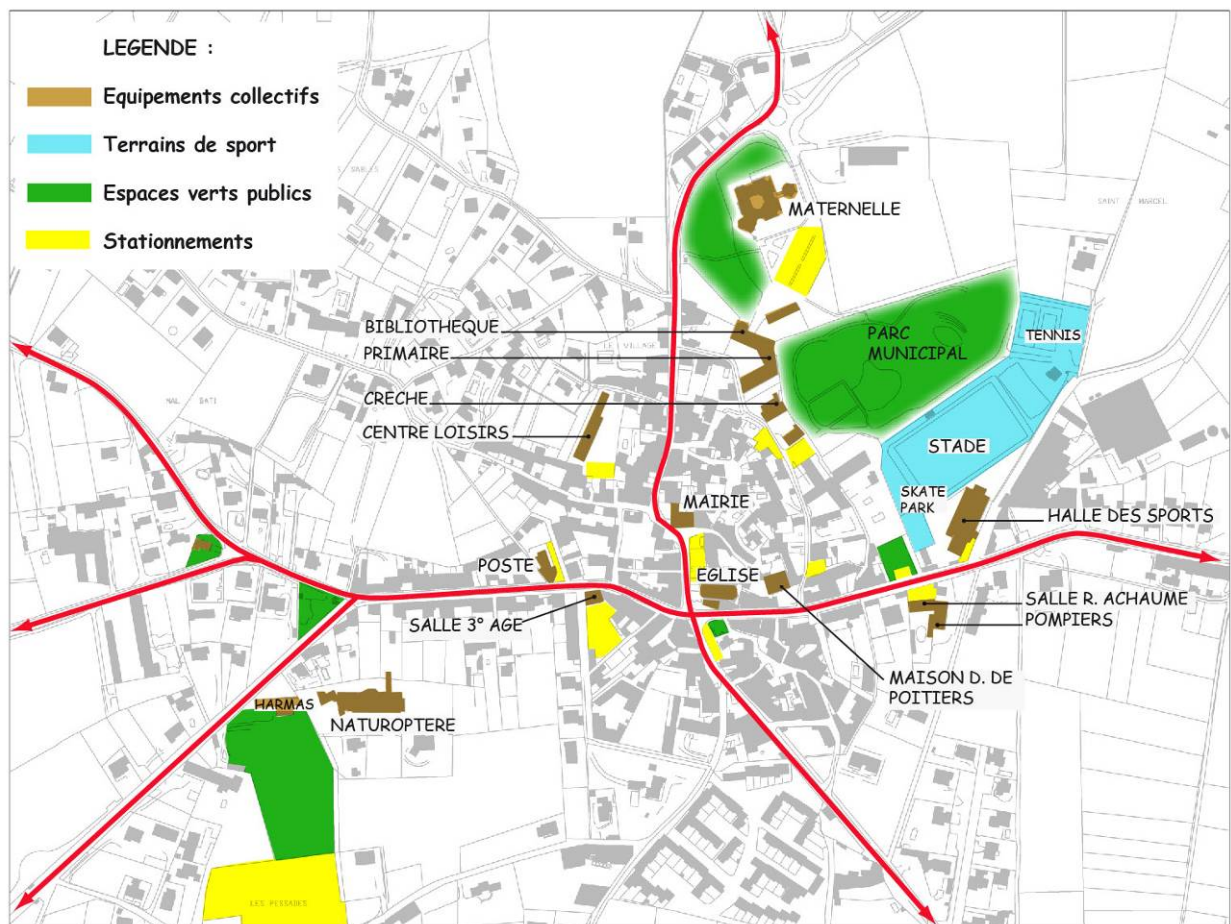 LEGENDE :
Equipements collectifs
Terrains de sport
Espaces verts publics
Stationnements
MATERNELLE
SAINT MARCEL
BIBLIOTHEQUE
PRIMAIRE
LE VILLAGE
PARC
MUNICIPAL
TENNIS
CRECHE
CENTRE LOISIRS
MAL BATI
STADE
SKATE
PARK
MAIRIE
HALLE DES SPORTS
POSTE
EGLISE
SALLE 3° AGE
SALLE R. ACHAUME
POMPIERS
MAISON D. DE
POITIERS
HARMAS
NATUROPTERE
LES PESSADES